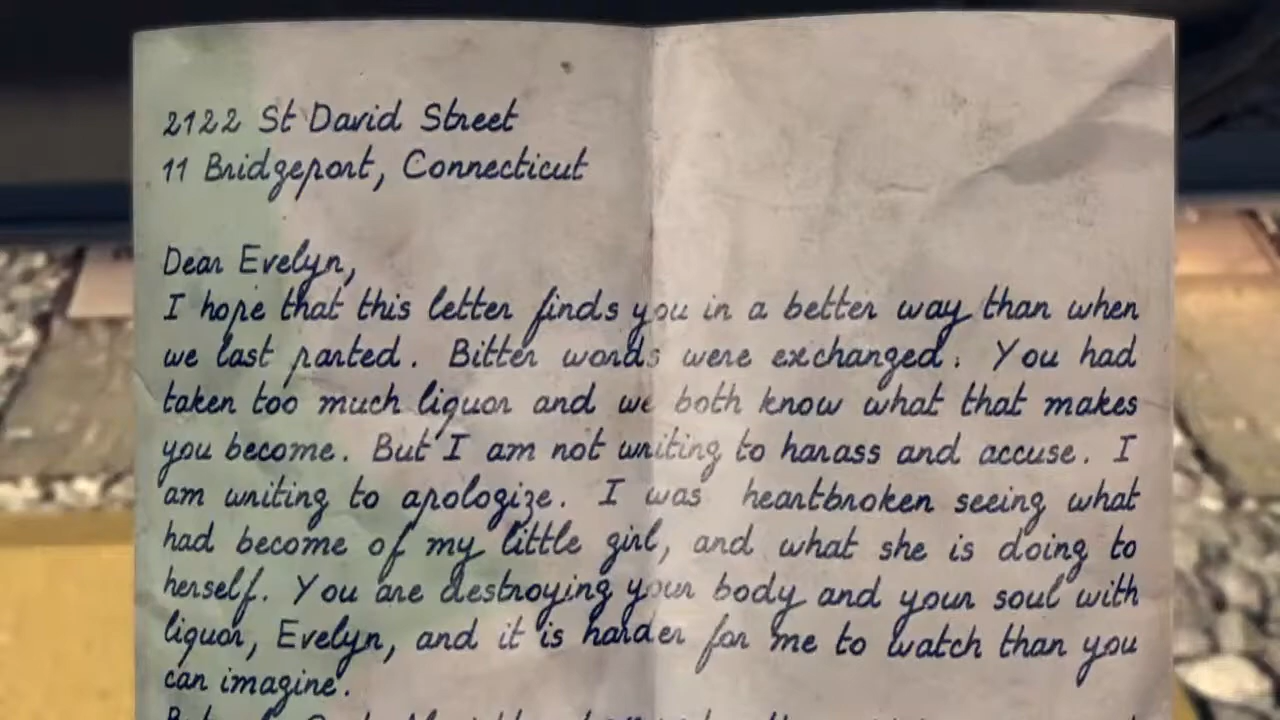 2122 St David Street
11 Bridgeport, Connecticut
Dear Evelyn,
I hope that this letter finds you in a better way than when
we last parted. Bitter words were exchanged. You had
taken too much liquor and we both know what that makes
you become. But I am not writing to harass and accuse. I
am writing to apologize. I was heartbroken seeing what
had become of my little girl, and what she is doing to
herself. You are destroying your body and your soul with
liquor, Evelyn, and it is harder for me to watch than you
can imagine.